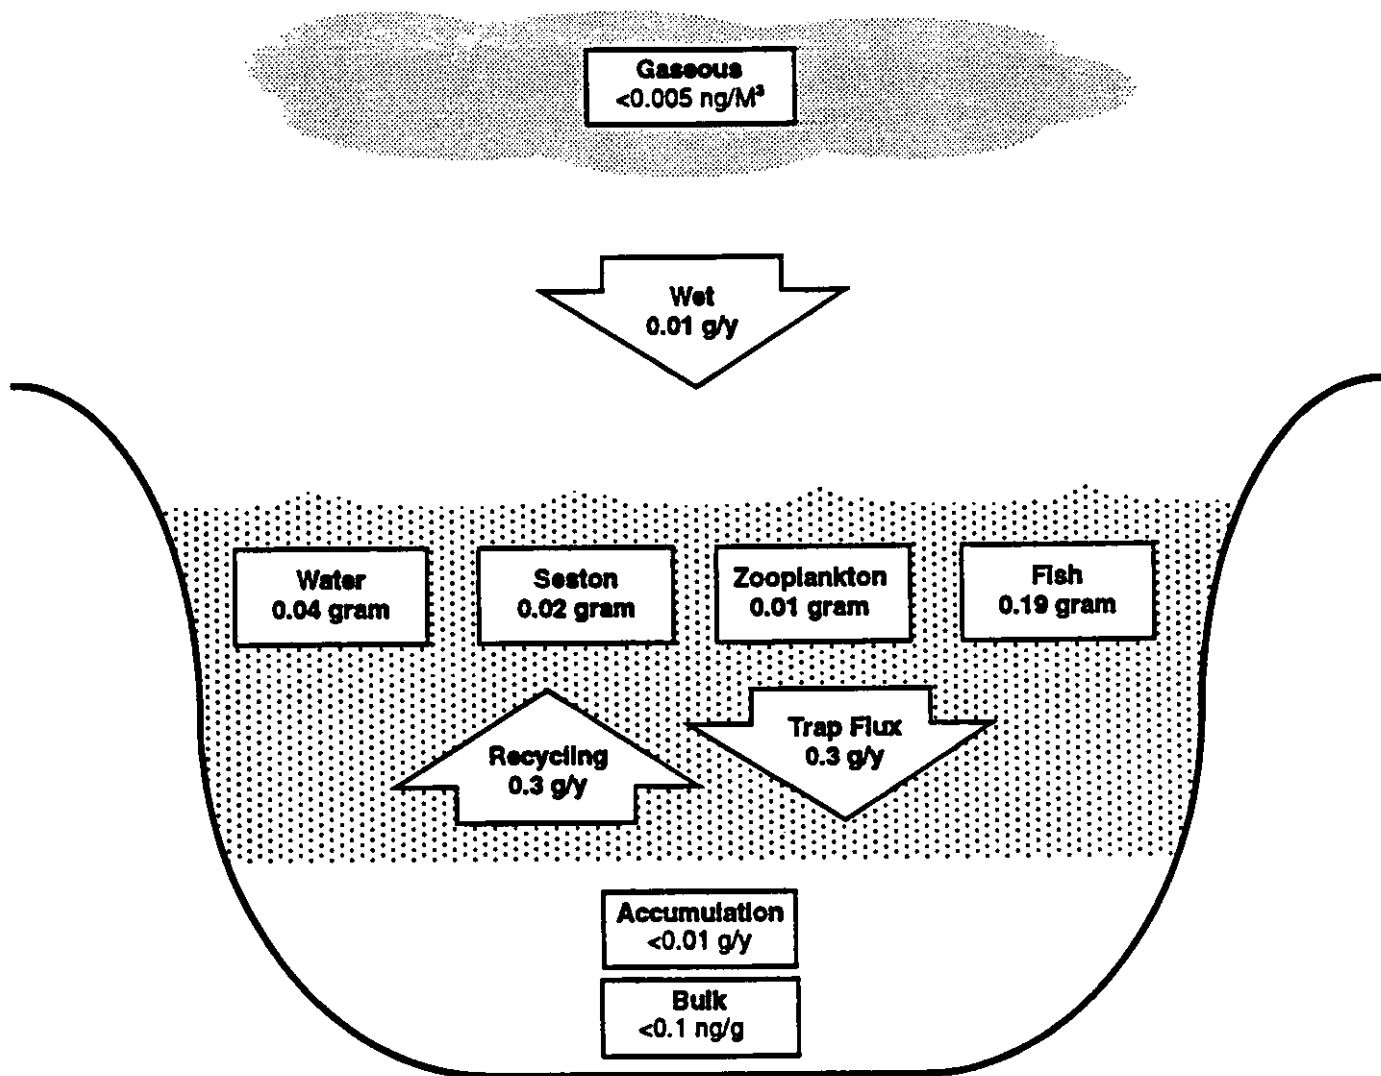 Gaseous
<0.005 ng/M³
Wet
0.01 g/y
Water
0.04 gram
Seston
0.02 gram
Zooplankton
0.01 gram
Fish
0.19 gram
Recycling
0.3 g/y
Trap Flux
0.3 g/y
Accumulation
<0.01 g/y
Bulk
<0.1 ng/g